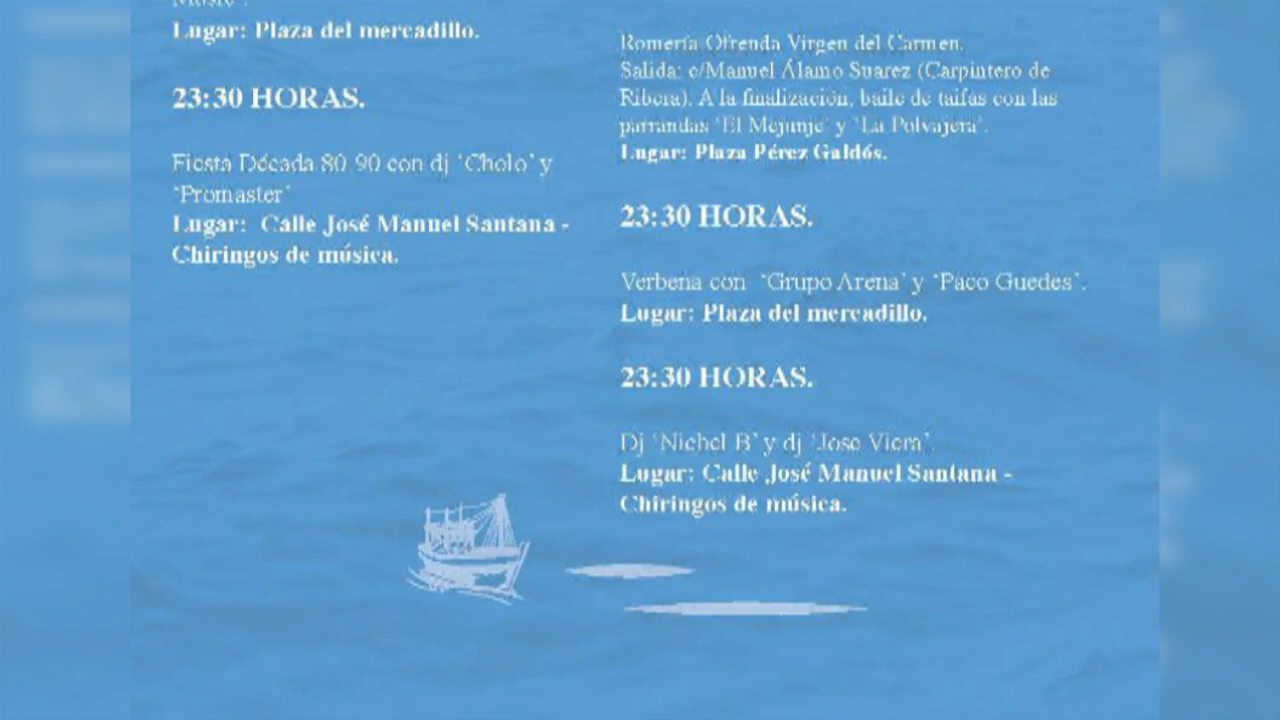 Lugar: Plaza del mercadillo.
23:30 HORAS.
Fiesta Década 80-90 con dj ‘Cholo’ y
‘Promaster’
Lugar:  Calle José Manuel Santana -
Chiringos de música.
Romería Ofrenda Virgen del Carmen.
Salida: c/Manuel Álamo Suarez (Carpintero de
Ribera). A la finalización, baile de taifas con las
parrandas ‘El Mejunje’ y ‘La Polvajera’.
Lugar: Plaza Pérez Galdós.
23:30 HORAS.
Verbena con  ‘Grupo Arena’ y ‘Paco Guedes’.
Lugar: Plaza del mercadillo.
23:30 HORAS.
Dj ‘Nichel B’ y dj ‘Jose Viera’.
Lugar: Calle José Manuel Santana -
Chiringos de música.